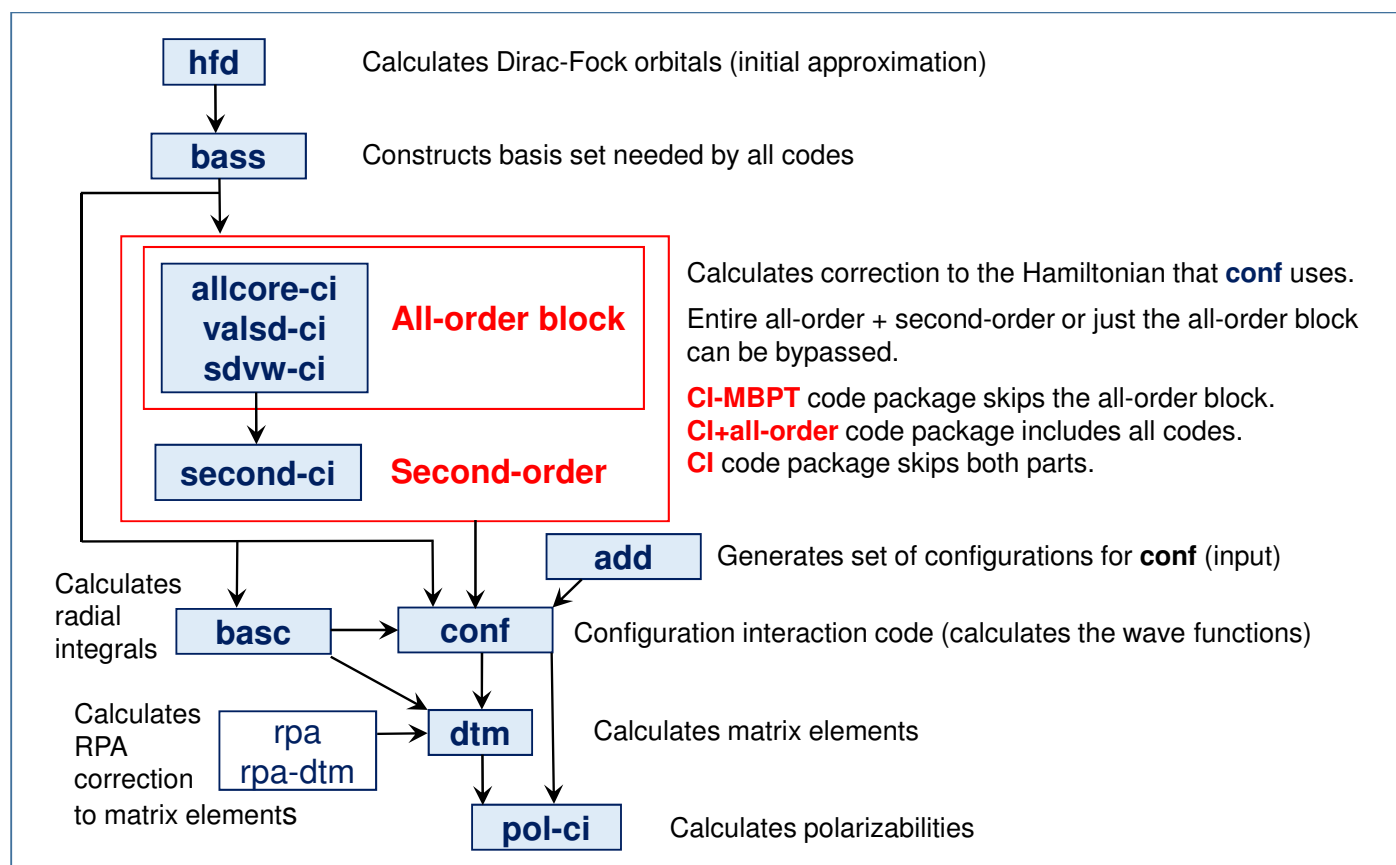 hfd
Calculates Dirac-Fock orbitals (initial approximation)
bass
Constructs basis set needed by all codes
allcore-ci
valsd-ci
sdvw-ci
All-order block
second-ci
Second-order
Calculates correction to the Hamiltonian that conf uses.
Entire all-order + second-order or just the all-order block
can be bypassed.
CI-MBPT code package skips the all-order block.
CI+all-order code package includes all codes.
CI code package skips both parts.
add
Generates set of configurations for conf (input)
Calculates
radial
integrals
basc
conf
Configuration interaction code (calculates the wave functions)
Calculates
RPA
correction
to matrix elements
rpa
rpa-dtm
dtm
Calculates matrix elements
pol-ci
Calculates polarizabilities